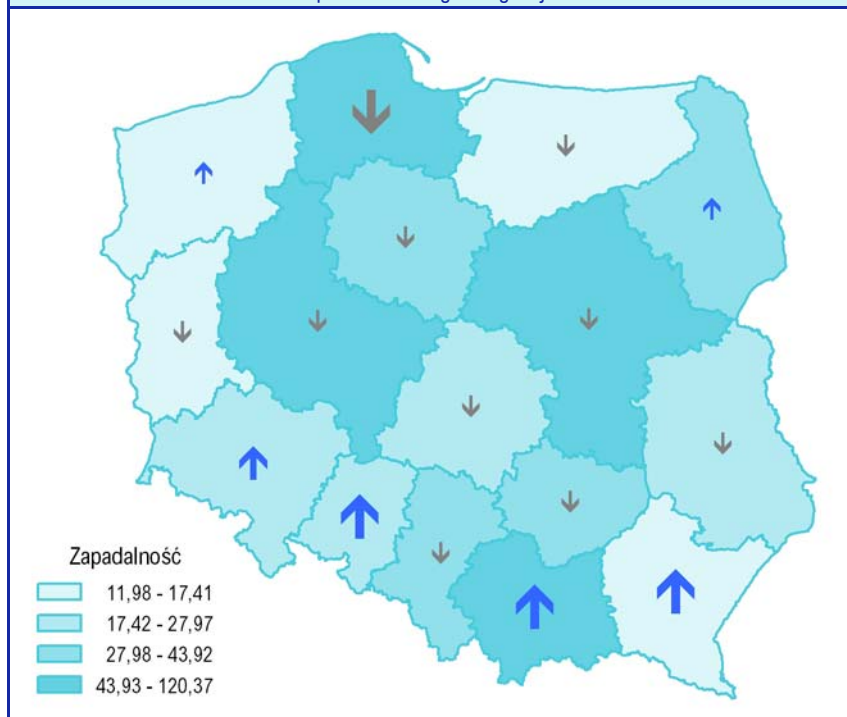 Zapadalność
11,98 - 17,41
17,42 - 27,97
27,98 - 43,92
43,93 - 120,37